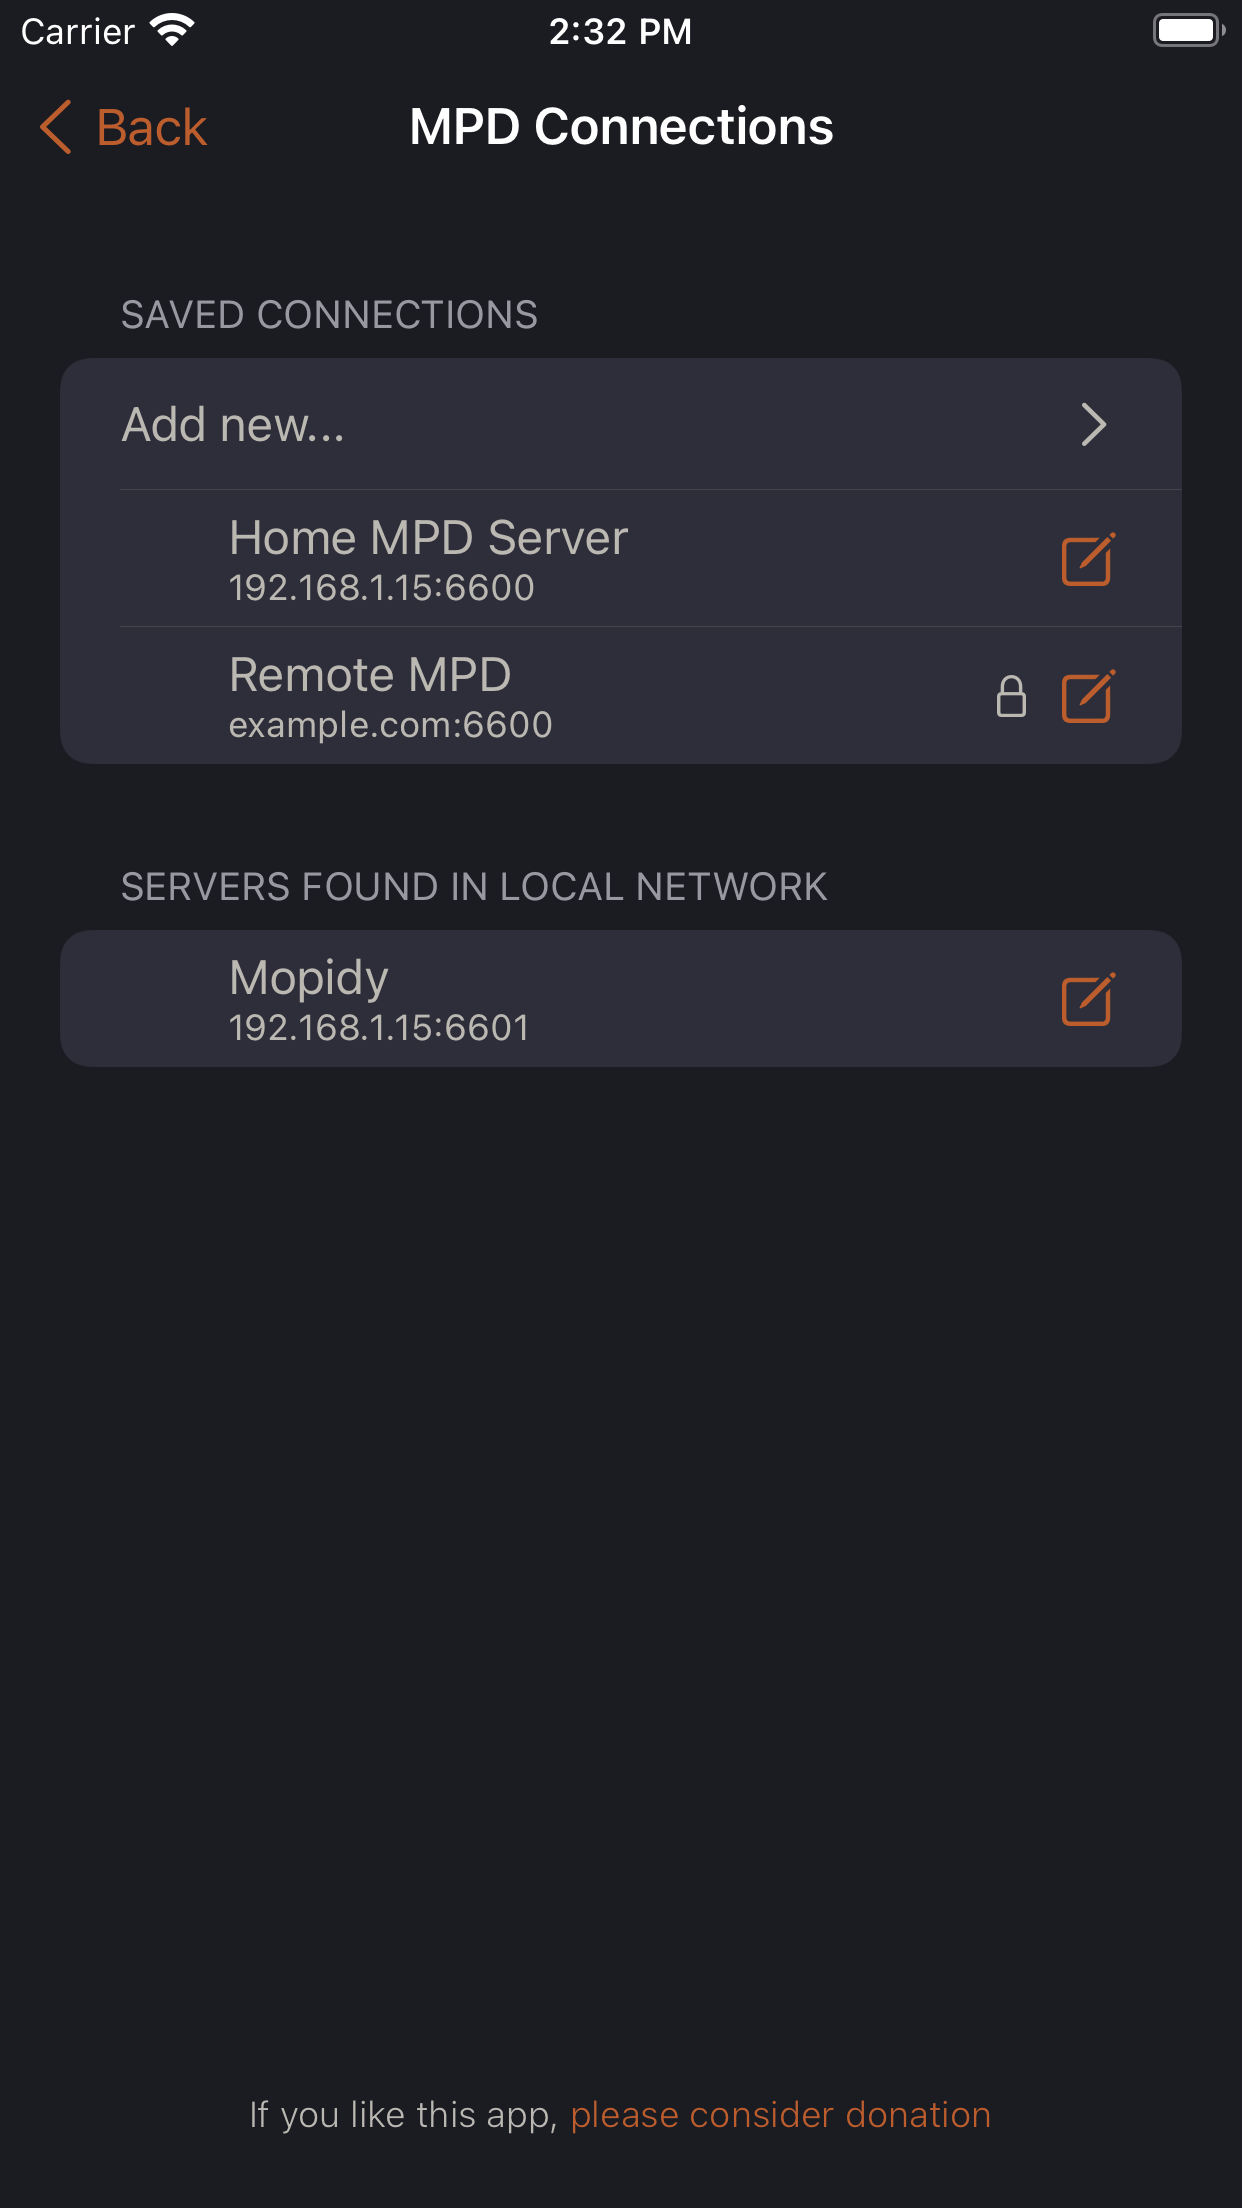 Carrier
2:32 PM
Back
MPD Connections
SAVED CONNECTIONS
Add new...
Home MPD Server
192.168.1.15:6600
Remote MPD
example.com:6600
SERVERS FOUND IN LOCAL NETWORK
Mopidy
192.168.1.15:6601
If you like this app, please consider donation